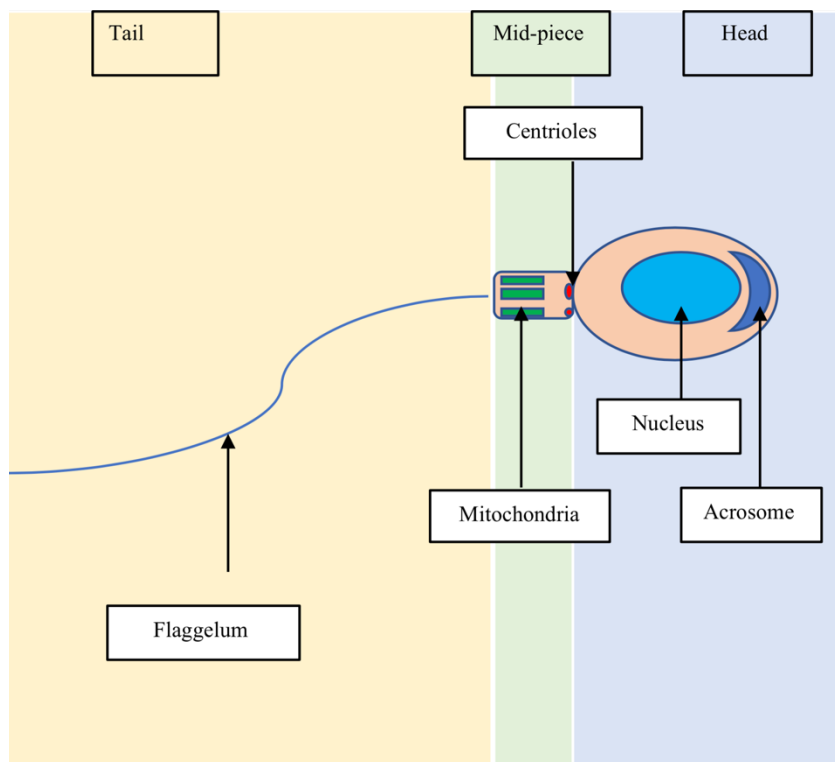 Tail
Mid-piece
Head
Centrioles
Nucleus
Mitochondria
Acrosome
Flaggelum